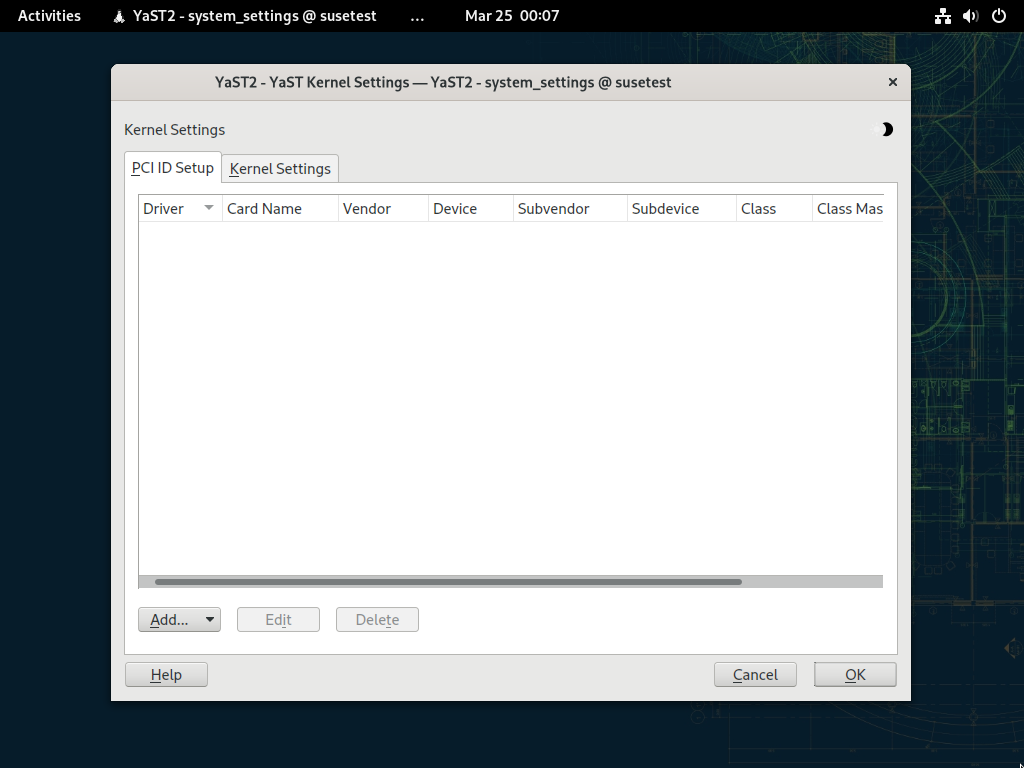 Activities YaST2 - system_settings @ susetest ... Mar 25 00:07
YaST2 - YaST Kernel Settings — YaST2 - system_settings @ susetest
Kernel Settings
PCI ID Setup Kernel Settings
Driver Card Name Vendor Device Subvendor Subdevice Class Class Mas
Add... Edit Delete
Help Cancel OK